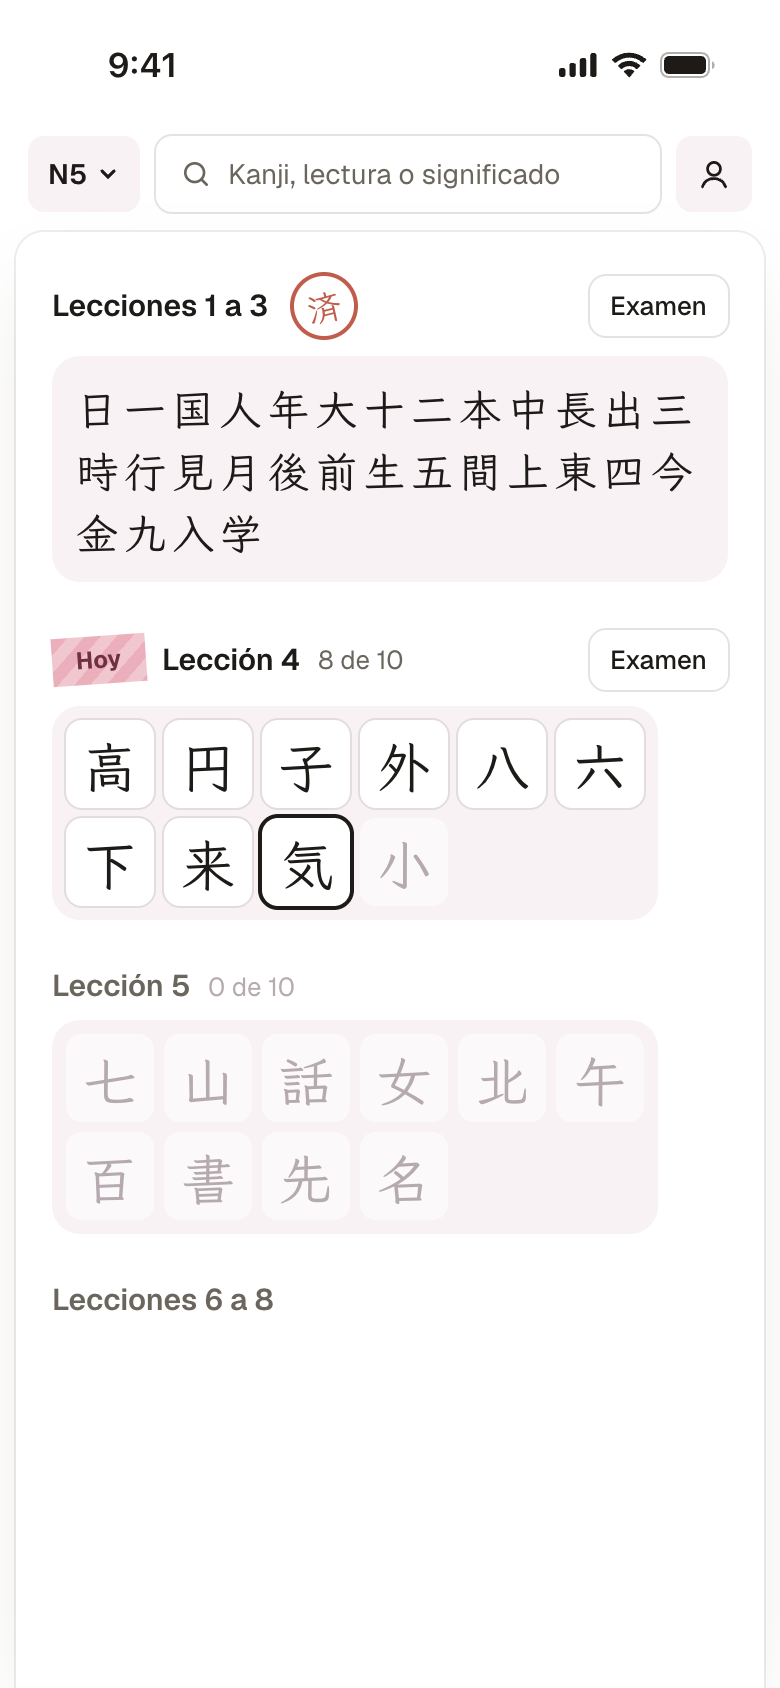 9:41
N5
Kanji, lectura o significado
Lecciones 1 a 3
済
Examen
日一国人年大十二本中長出三
時行見月後前生五間上東四今
金九入学
Hoy
Lección 4
8 de 10
Examen
高円子外八六
下来気小
Lección 5
0 de 10
七山話女北午
百書先名
Lecciones 6 a 8